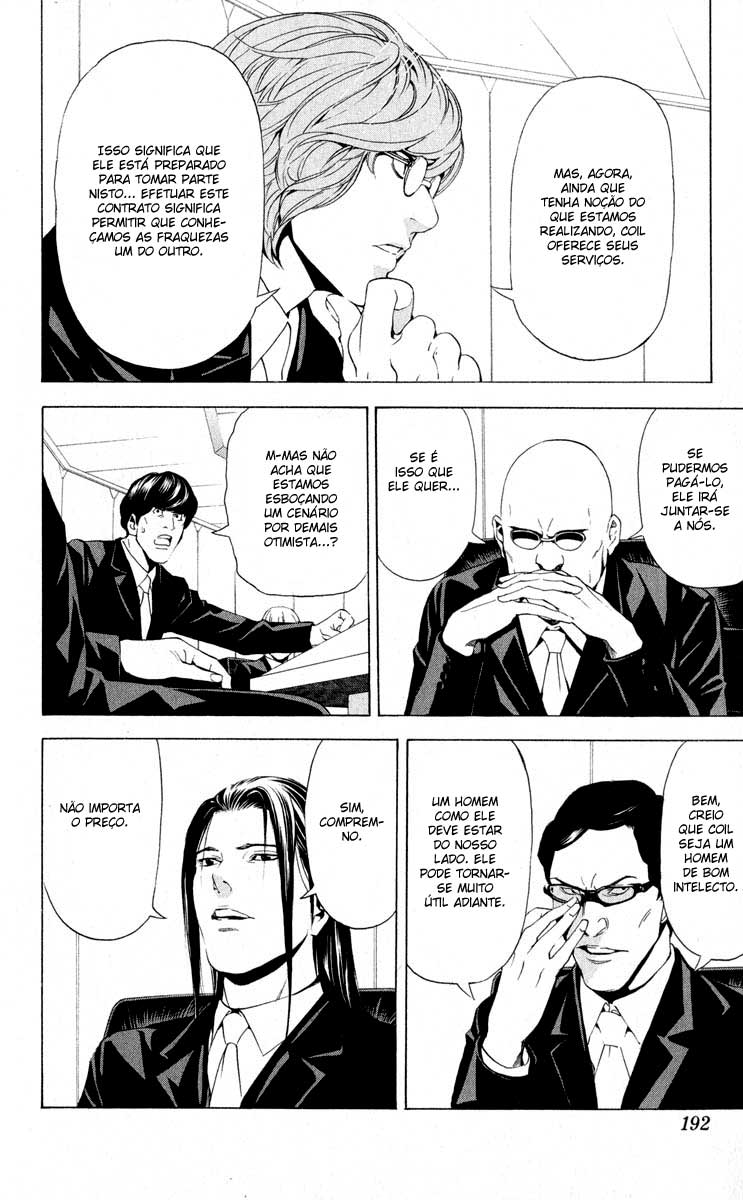 MAS, AGORA,
AINDA QUE
TENHA NOÇÃO DO
QUE ESTAMOS
REALIZANDO, COIL
OFERECE SEUS
SERVIÇOS.
ISSO SIGNIFICA QUE
ELE ESTÁ PREPARADO
PARA TOMAR PARTE
NISTO... EFETUAR ESTE
CONTRATO SIGNIFICA
PERMITIR QUE CONHE-
ÇAMOS AS FRAQUEZAS
UM DO OUTRO.
SE
PUDERMOS
PAGÁ-LO,
ELE IRÁ
JUNTAR-SE
A NÓS.
SE É
ISSO QUE
ELE QUER...
M-MAS NÃO
ACHA QUE
ESTAMOS
ESBOÇANDO
UM CENÁRIO
POR DEMAIS
OTIMISTA...?
BEM,
CREIO
QUE COIL
SEJA UM
HOMEM
DE BOM
INTELECTO.
UM HOMEM
COMO ELE
DEVE ESTAR
DO NOSSO
LADO. ELE
PODE TORNAR-
SE MUITO
ÚTIL ADIANTE.
SIM,
COMPREM-
NO.
NÃO IMPORTA
O PREÇO.
192